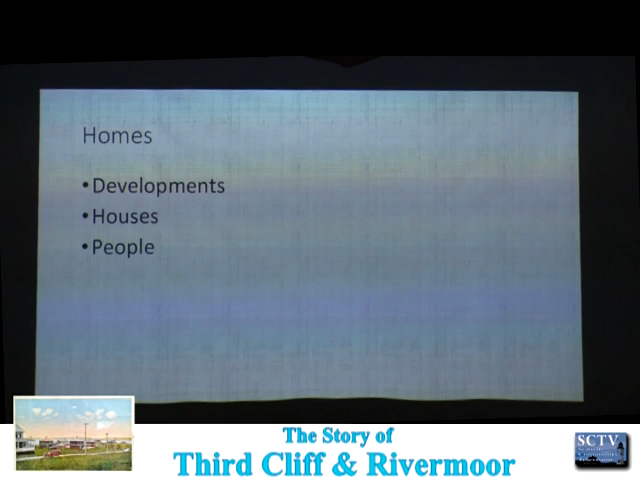 Homes
•Developments
•Houses
•People
The Story of
Third Cliff & Rivermoor
SCTV